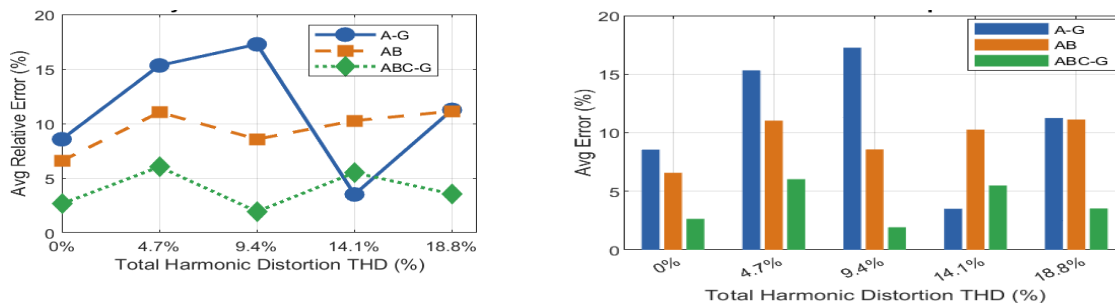 20
15
10
5
0
Avg Relative Error (%)
A-G
AB
ABC-G
0%
4.7%
9.4%
14.1%
18.8%
Total Harmonic Distortion THD (%)
20
15
10
5
0
Avg Error (%)
A-G
AB
ABC-G
0%
4.7%
9.4%
14.1%
18.8%
Total Harmonic Distortion THD (%)